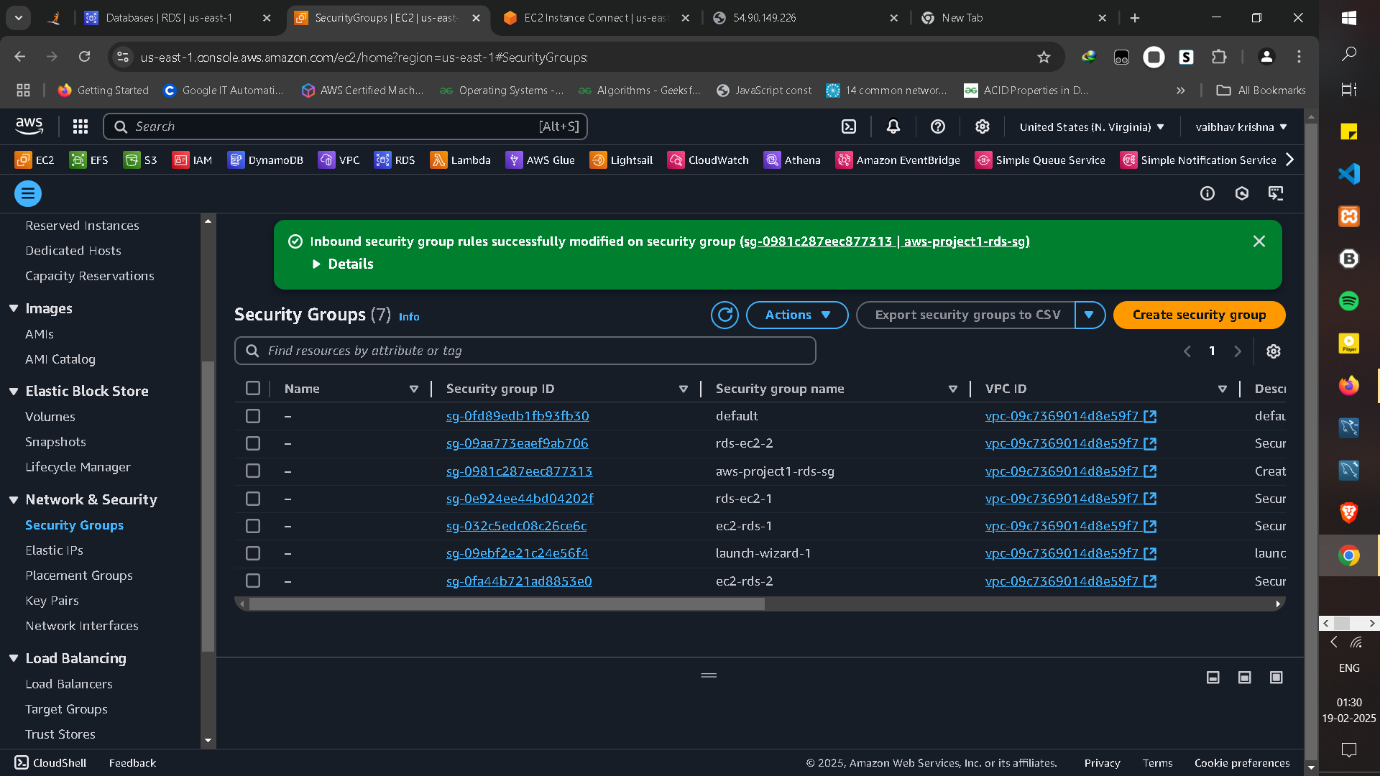 Databases | RDS | us-east-1
SecurityGroups | EC2 | us-east-
EC2 Instance Connect | us-east
54.90.149.226
New Tab
us-east-1.console.aws.amazon.com/ec2/home?region=us-east-1#SecurityGroups:
Getting Started
Google IT Automati...
AWS Certified Mach...
Operating Systems -...
Algorithms - Geeksf...
JavaScript const
14 common networ...
ACID Properties in D...
»
All Bookmarks
aws
Search
[Alt+S]
United States (N. Virginia)
vaibhav krishna
EC2
EFS
S3
IAM
DynamoDB
VPC
RDS
Lambda
AWS Glue
Lightsail
CloudWatch
Athena
Amazon EventBridge
Simple Queue Service
Simple Notification Service
Reserved Instances
Dedicated Hosts
Capacity Reservations
Images
AMIs
AMI Catalog
Elastic Block Store
Volumes
Snapshots
Lifecycle Manager
Network & Security
Security Groups
Elastic IPs
Placement Groups
Key Pairs
Network Interfaces
Load Balancing
Load Balancers
Target Groups
Trust Stores
Inbound security group rules successfully modified on security group (sg-0981c287eec877313 | aws-project1-rds-sg)
Details
Security Groups (7) Info
Actions
Export security groups to CSV
Create security group
Find resources by attribute or tag
1
Name Security group ID Security group name VPC ID Descr
– sg-0fd89edb1fb93fb30 default vpc-09c7369014d8e59f7 defau
– sg-09aa773eaef9ab706 rds-ec2-2 vpc-09c7369014d8e59f7 Secur
– sg-0981c287eec877313 aws-project1-rds-sg vpc-09c7369014d8e59f7 Creat
– sg-0e924ee44bd04202f rds-ec2-1 vpc-09c7369014d8e59f7 Secur
– sg-032c5edc08c26ce6c ec2-rds-1 vpc-09c7369014d8e59f7 Secur
– sg-09ebf2e21c24e56f4 launch-wizard-1 vpc-09c7369014d8e59f7 launc
– sg-0fa44b721ad8853e0 ec2-rds-2 vpc-09c7369014d8e59f7 Secur
CloudShell
Feedback
© 2025, Amazon Web Services, Inc. or its affiliates.
Privacy
Terms
Cookie preferences
ENG
01:30
19-02-2025